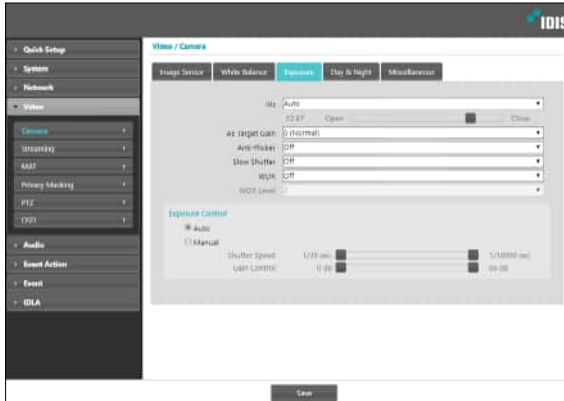 IDIS
Quick Setup
System
Network
Video
Camera
Streaming
MAT
Privacy Masking
PTZ
OSD
Audio
Event Action
Event
IDLA
Video / Camera
Image Sensor White Balance Exposure Day & Night Miscellaneous
Iris Auto
Open Close
AE Target Gain 0 (Normal)
Anti-Flicker Off
Slow Shutter Off
WDR Off
WDR Level
Exposure Control
Auto
Manual
Shutter Speed 1/30 sec. 1/10000 sec.
Gain Control 0 dB dB
Save